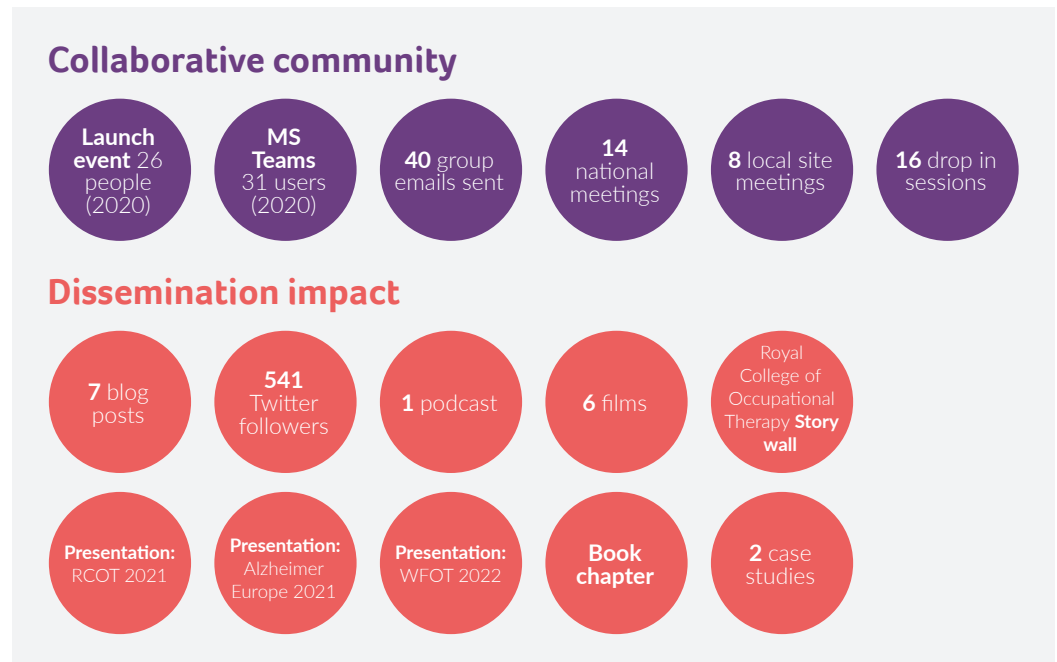 Collaborative community
Launch
event 26
people
(2020)
MS
Teams
31 users
(2020)
40 group
emails sent
14
national
meetings
8 local site
meetings
16 drop in
sessions
Dissemination impact
7 blog
posts
541
Twitter
followers
1 podcast
6 films
Royal
College of
Occupational
Therapy Story
wall
Presentation:
RCOT 2021
Presentation:
Alzheimer
Europe 2021
Presentation:
WFOT 2022
Book
chapter
2 case
studies